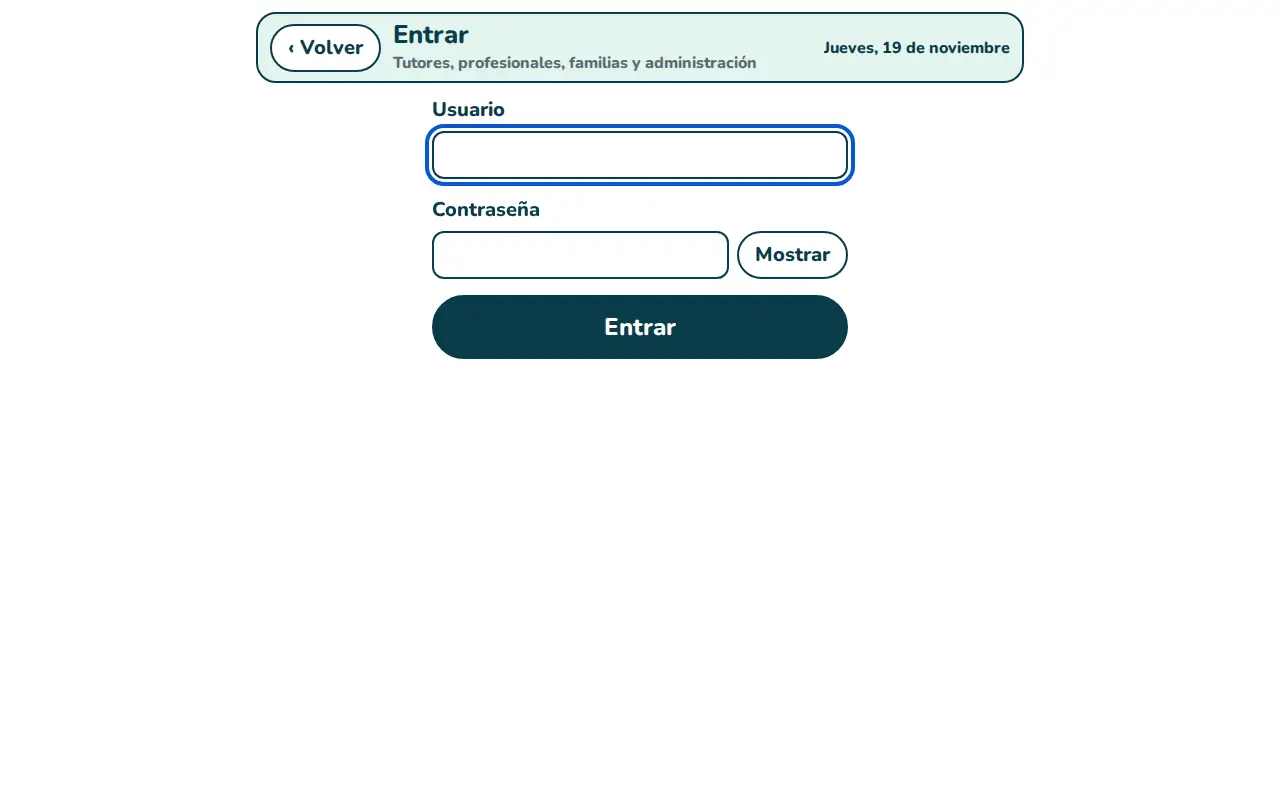 ‹ Volver
Entrar
Tutores, profesionales, familias y administración
Jueves, 19 de noviembre
Usuario
Contraseña
Mostrar
Entrar